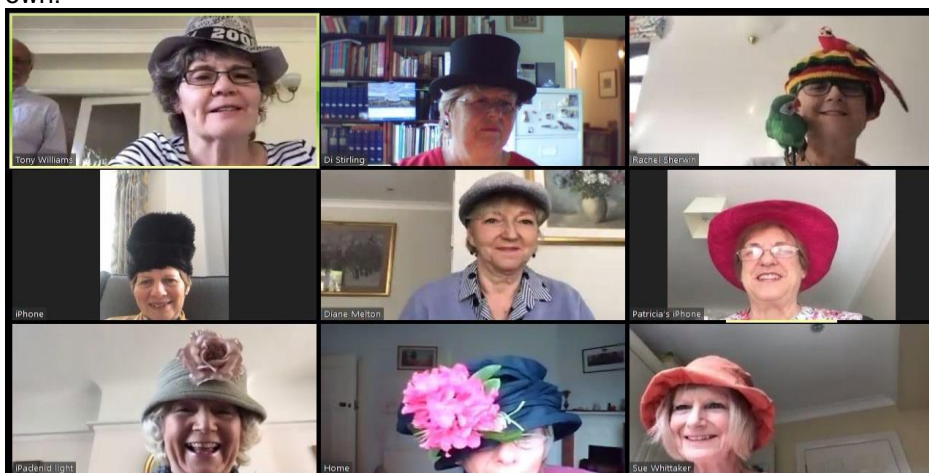 own.
200
Tony Williams
Di Stirling
Rachel Sherwin
iPhone
Diane Melton
Patricia's iPhone
iPadenid light
Home
Sue Whittaker